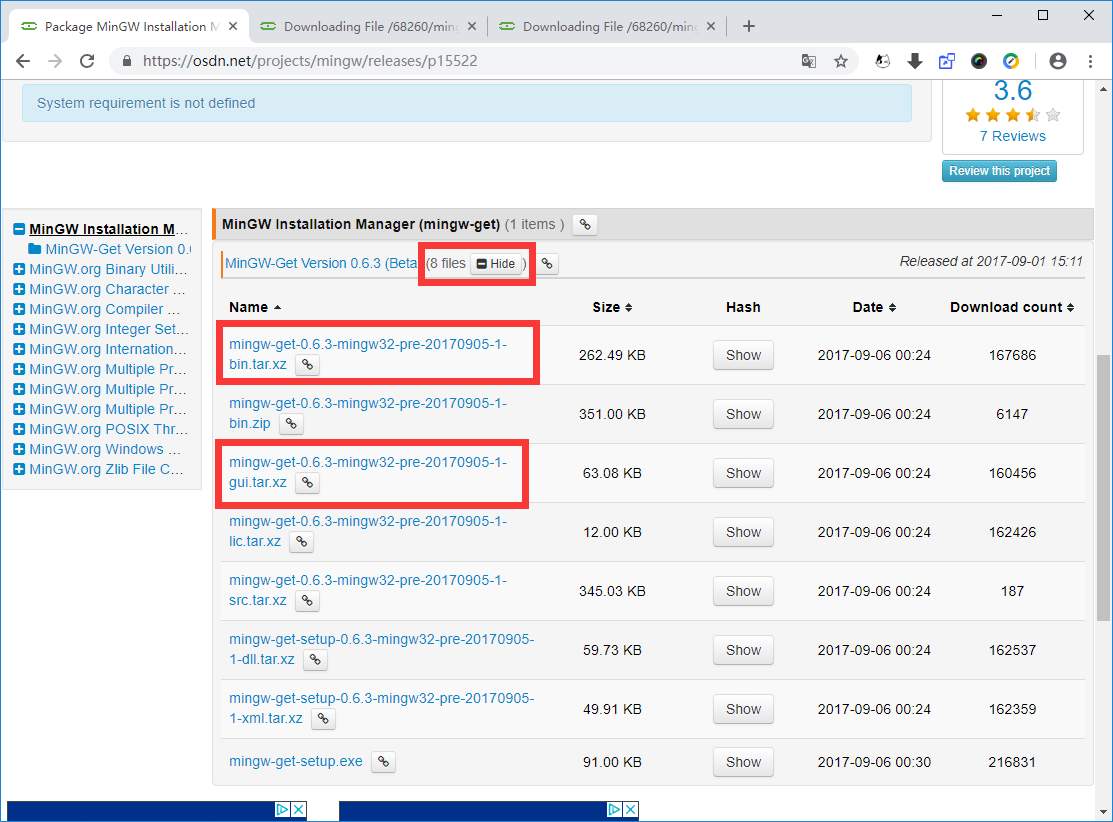 Package MinGW Installation M
Downloading File /68260/ming
Downloading File /68260/ming
https://osdn.net/projects/mingw/releases/p15522
System requirement is not defined
3.6
7 Reviews
Review this project
MinGW Installation M...
MinGW-Get Version 0.
MinGW.org Binary Utili...
MinGW.org Character ...
MinGW.org Compiler ...
MinGW.org Integer Set...
MinGW.org Internation...
MinGW.org Multiple Pr...
MinGW.org Multiple Pr...
MinGW.org Multiple Pr...
MinGW.org POSIX Thr...
MinGW.org Windows ...
MinGW.org Zlib File C...
MinGW Installation Manager (mingw-get) (1 items )
MinGW-Get Version 0.6.3 (Beta (8 files Hide )
Released at 2017-09-01 15:11
Name Size Hash Date Download count
mingw-get-0.6.3-mingw32-pre-20170905-1-
bin.tar.xz
262.49 KB Show 2017-09-06 00:24 167686
mingw-get-0.6.3-mingw32-pre-20170905-1-
bin.zip
351.00 KB Show 2017-09-06 00:24 6147
mingw-get-0.6.3-mingw32-pre-20170905-1-
gui.tar.xz
63.08 KB Show 2017-09-06 00:24 160456
mingw-get-0.6.3-mingw32-pre-20170905-1-
lic.tar.xz
12.00 KB Show 2017-09-06 00:24 162426
mingw-get-0.6.3-mingw32-pre-20170905-1-
src.tar.xz
345.03 KB Show 2017-09-06 00:24 187
mingw-get-setup-0.6.3-mingw32-pre-20170905-
1-dll.tar.xz
59.73 KB Show 2017-09-06 00:24 162537
mingw-get-setup-0.6.3-mingw32-pre-20170905-
1-xml.tar.xz
49.91 KB Show 2017-09-06 00:24 162359
mingw-get-setup.exe 91.00 KB Show 2017-09-06 00:30 216831